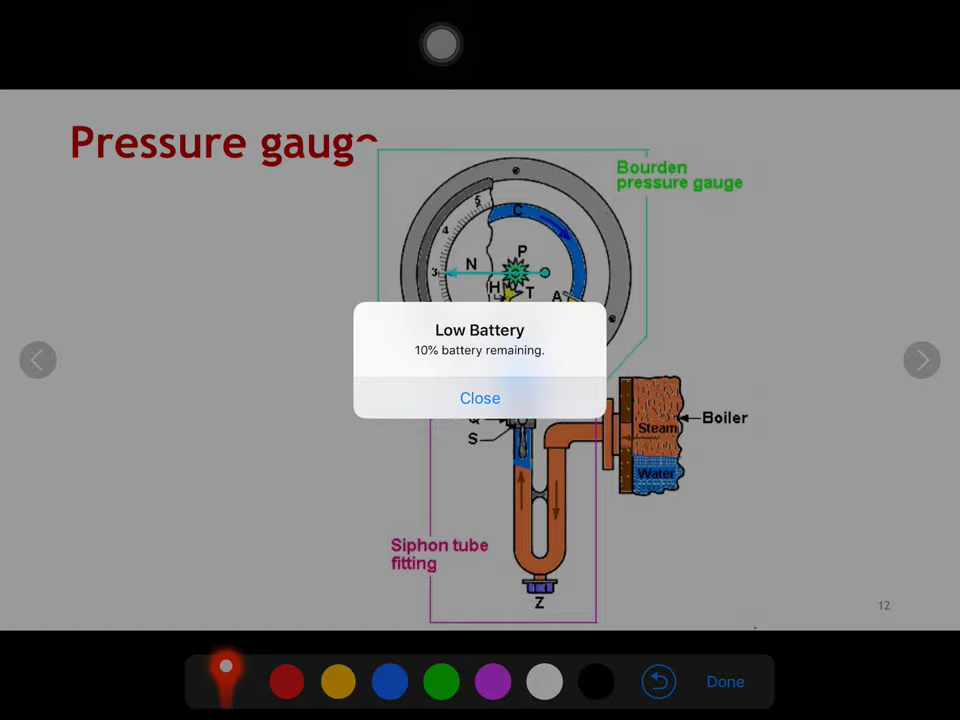 Pressure gauge
Bourden
pressure gauge
5
C
4
P
3
N
H
T
A
Low Battery
10% battery remaining.
Close
S
Boiler
Steam
Water
Siphon tube
fitting
Z
12
Done